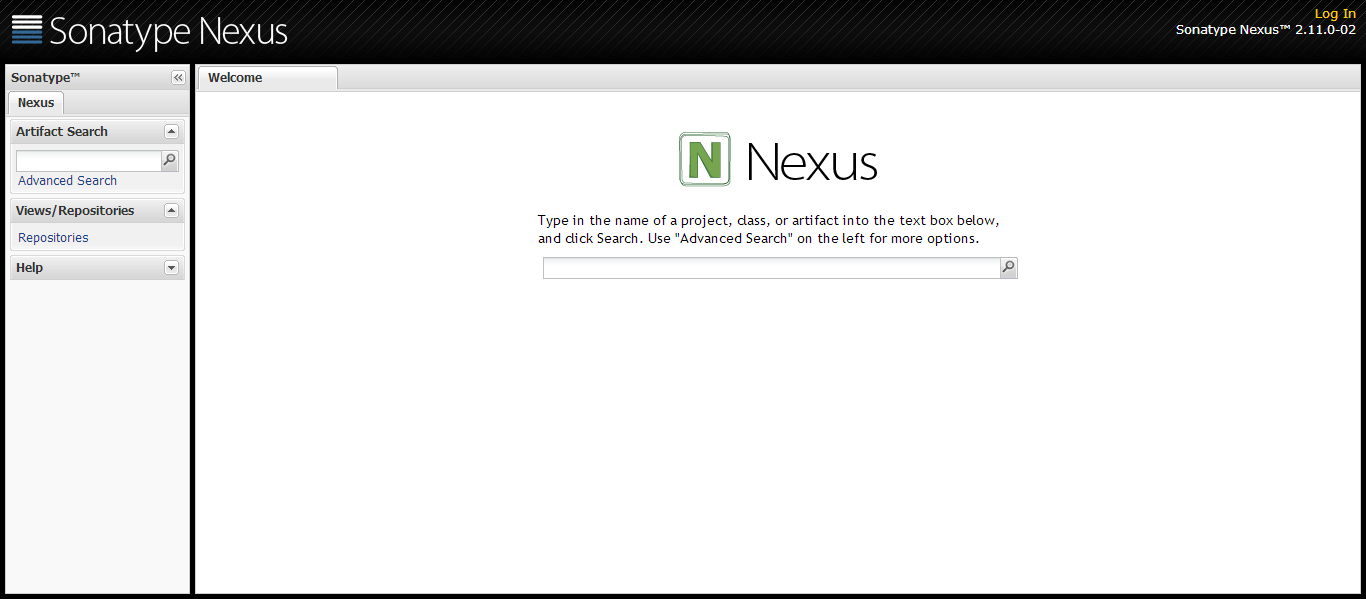 Sonatype Nexus
Log In
Sonatype Nexus™ 2.11.0-02
Sonatype™
Nexus
Artifact Search
Advanced Search
Views/Repositories
Repositories
Help
Welcome
N Nexus
Type in the name of a project, class, or artifact into the text box below,
and click Search. Use "Advanced Search" on the left for more options.